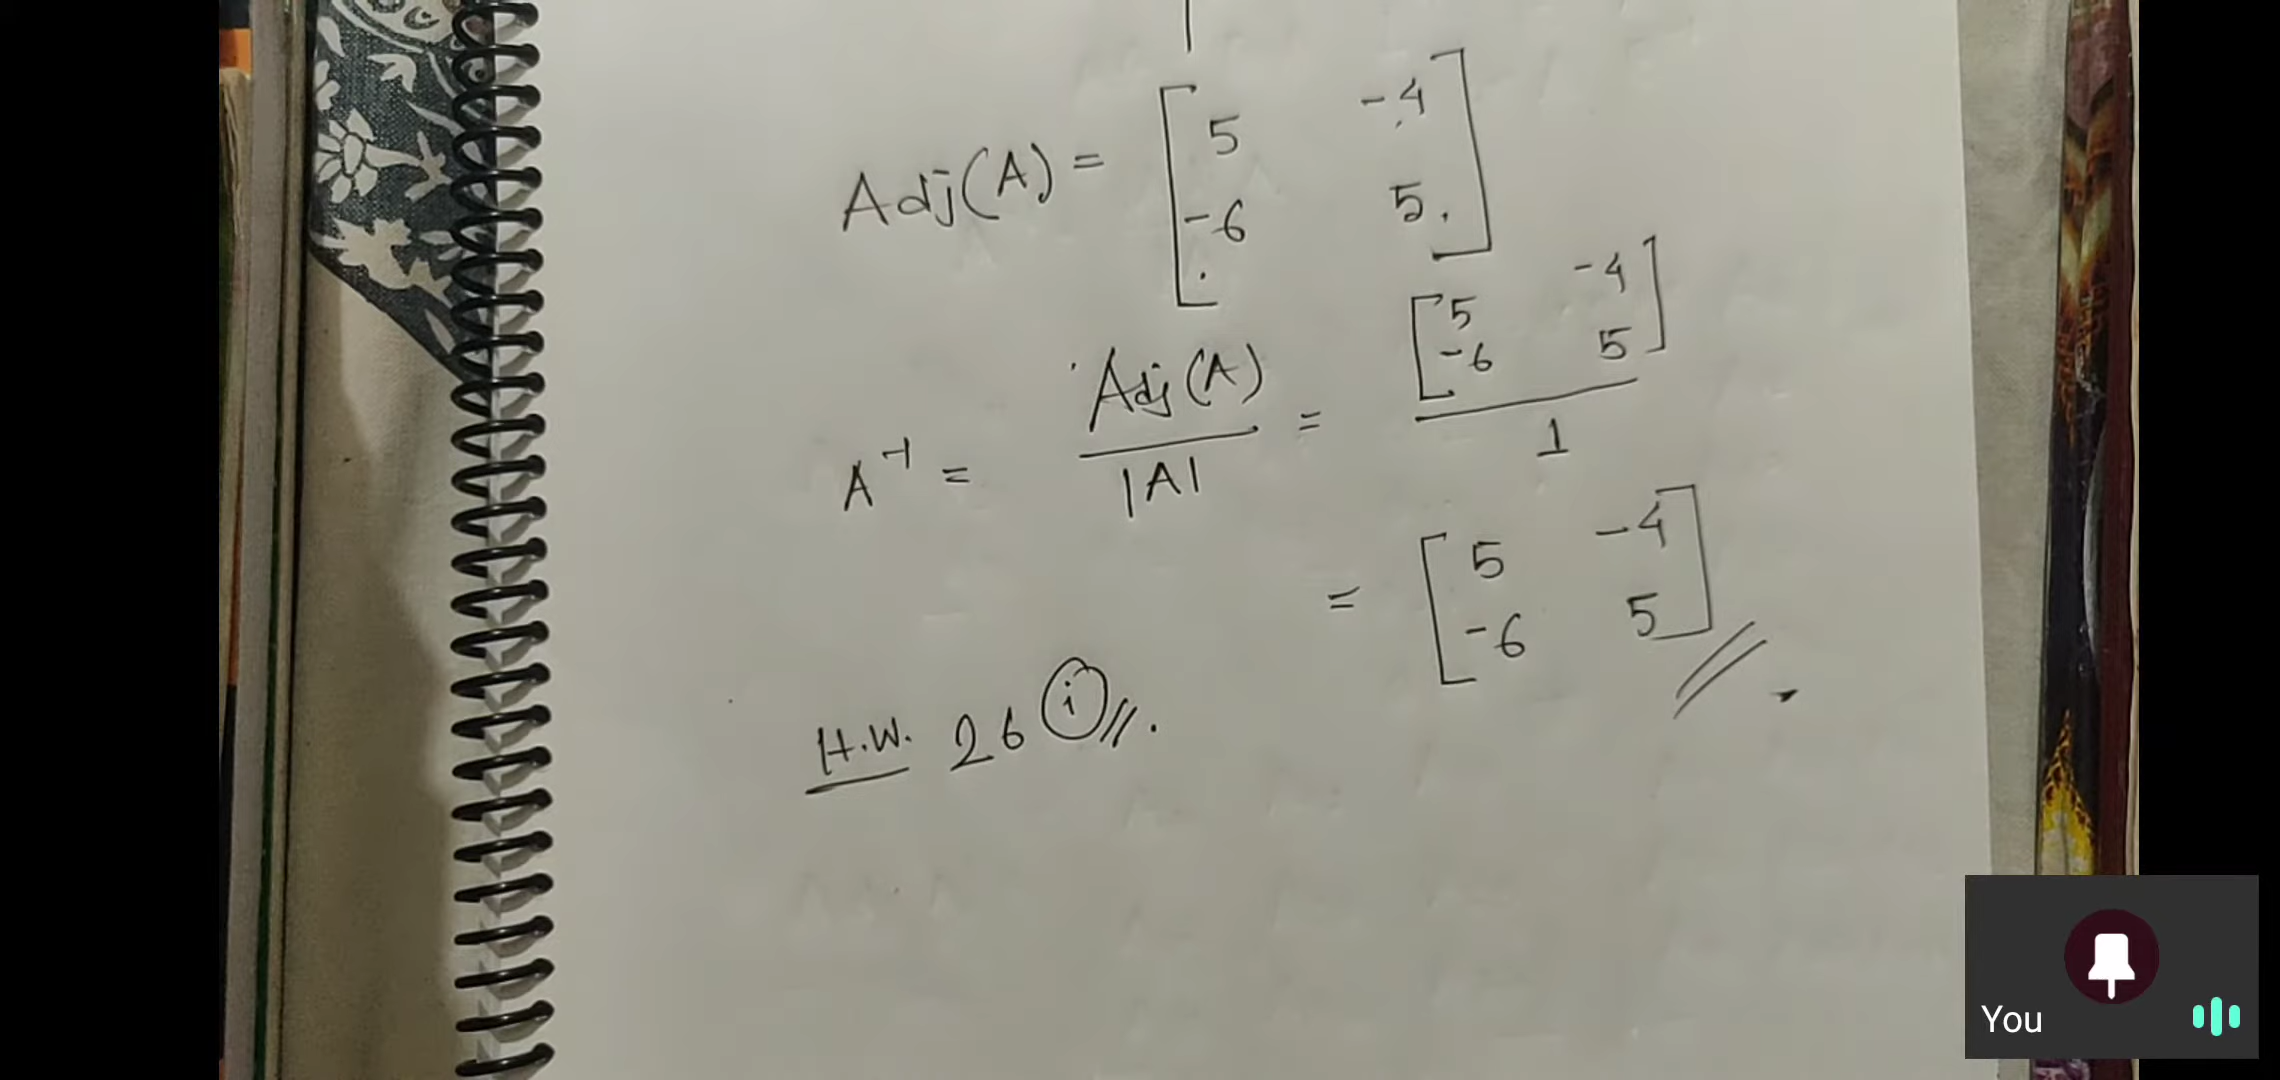 Adj(A) = [ 5 -4
-6 5 ]
A⁻¹ = Adj(A) / |A| = [ 5 -4
-6 5 ] / 1
= [ 5 -4
-6 5 ]
H.W. 26 (i) //.
You